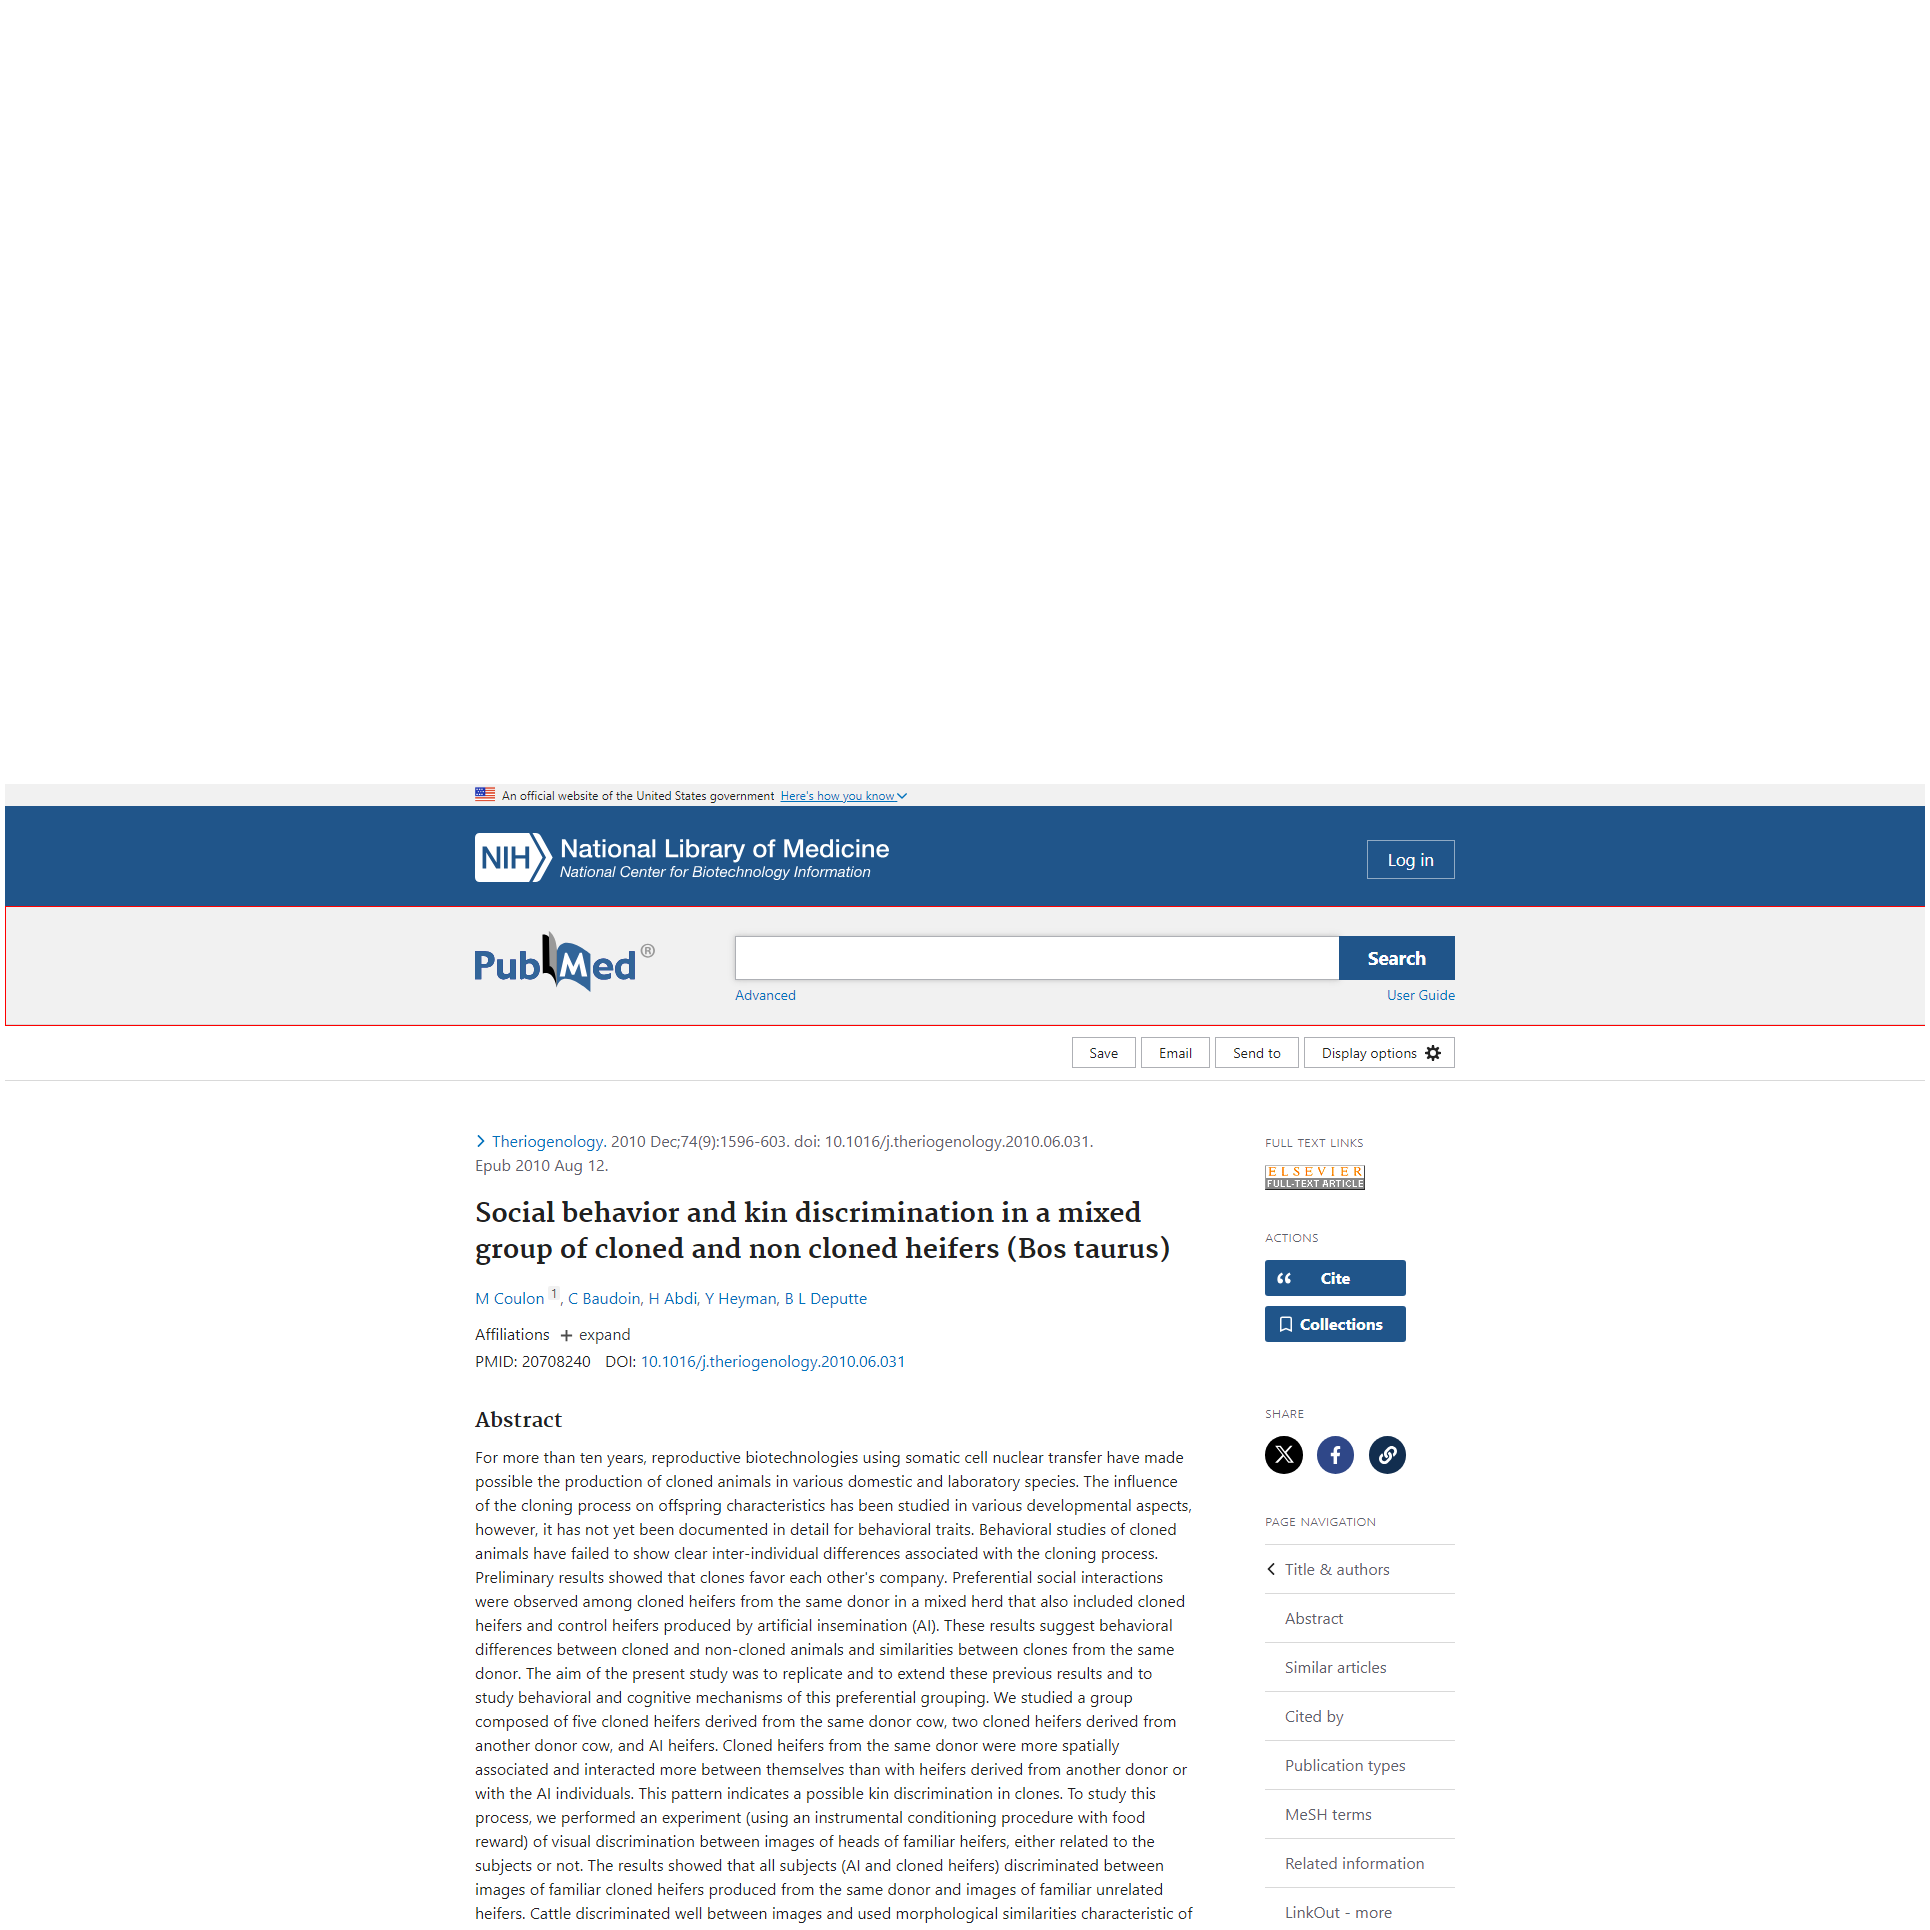 An official website of the United States government Here's how you know
NIH National Library of Medicine
National Center for Biotechnology Information
Log in
PubMed®
Search
Advanced
User Guide
Save
Email
Send to
Display options
Theriogenology. 2010 Dec;74(9):1596-603. doi: 10.1016/j.theriogenology.2010.06.031.
Epub 2010 Aug 12.
Social behavior and kin discrimination in a mixed
group of cloned and non cloned heifers (Bos taurus)
M Coulon 1, C Baudoin, H Abdi, Y Heyman, B L Deputte
Affiliations + expand
PMID: 20708240 DOI: 10.1016/j.theriogenology.2010.06.031
Abstract
For more than ten years, reproductive biotechnologies using somatic cell nuclear transfer have made
possible the production of cloned animals in various domestic and laboratory species. The influence
of the cloning process on offspring characteristics has been studied in various developmental aspects,
however, it has not yet been documented in detail for behavioral traits. Behavioral studies of cloned
animals have failed to show clear inter-individual differences associated with the cloning process.
Preliminary results showed that clones favor each other's company. Preferential social interactions
were observed among cloned heifers from the same donor in a mixed herd that also included cloned
heifers and control heifers produced by artificial insemination (AI). These results suggest behavioral
differences between cloned and non-cloned animals and similarities between clones from the same
donor. The aim of the present study was to replicate and to extend these previous results and to
study behavioral and cognitive mechanisms of this preferential grouping. We studied a group
composed of five cloned heifers derived from the same donor cow, two cloned heifers derived from
another donor cow, and AI heifers. Cloned heifers from the same donor were more spatially
associated and interacted more between themselves than with heifers derived from another donor or
with the AI individuals. This pattern indicates a possible kin discrimination in clones. To study this
process, we performed an experiment (using an instrumental conditioning procedure with food
reward) of visual discrimination between images of heads of familiar heifers, either related to the
subjects or not. The results showed that all subjects (AI and cloned heifers) discriminated between
images of familiar cloned heifers produced from the same donor and images of familiar unrelated
heifers. Cattle discriminated well between images and used morphological similarities characteristic of
FULL TEXT LINKS
ELSEVIER
FULL-TEXT ARTICLE
ACTIONS
Cite
Collections
SHARE
PAGE NAVIGATION
Title & authors
Abstract
Similar articles
Cited by
Publication types
MeSH terms
Related information
LinkOut - more